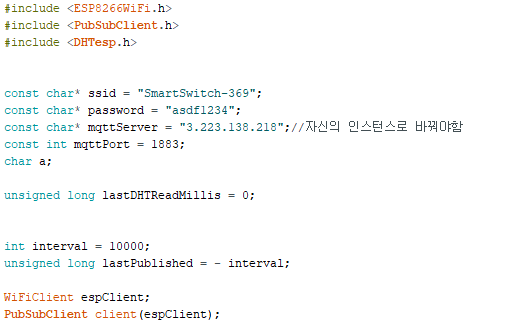 #include <ESP8266WiFi.h>
#include <PubSubClient.h>
#include <DHTesp.h>
const char* ssid = "SmartSwitch-369";
const char* password = "asdf1234";
const char* mqttServer = "3.223.138.218";//자신의 인스턴스로 바꿔야함
const int mqttPort = 1883;
char a;
unsigned long lastDHTReadMillis = 0;
int interval = 10000;
unsigned long lastPublished = - interval;
WiFiClient espClient;
PubSubClient client(espClient);